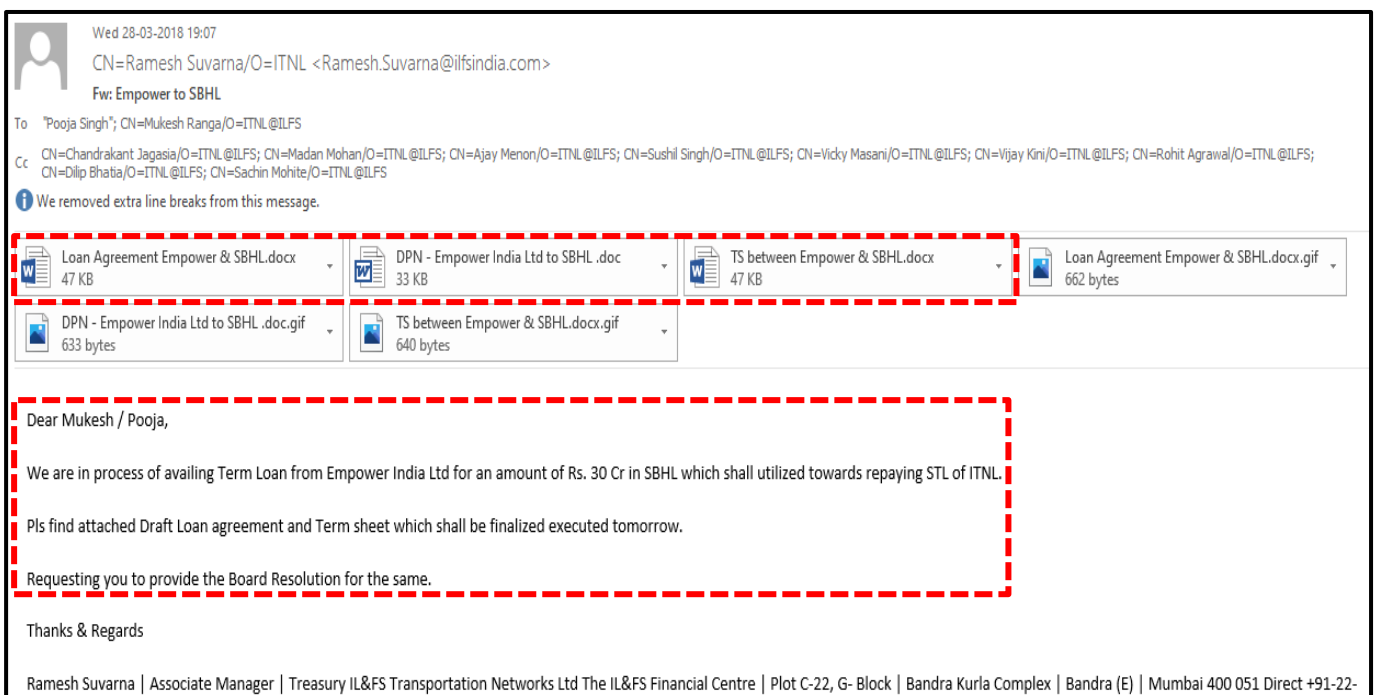 Wed 28-03-2018 19:07
CN=Ramesh Suvarna/O=ITNL <Ramesh.Suvarna@ilfsindia.com>
Fw: Empower to SBHL
To "Pooja Singh"; CN=Mukesh Ranga/O=ITNL@ILFS
Cc CN=Chandrakant Jagasia/O=ITNL@ILFS; CN=Madan Mohan/O=ITNL@ILFS; CN=Ajay Menon/O=ITNL@ILFS; CN=Sushil Singh/O=ITNL@ILFS; CN=Vicky Masani/O=ITNL@ILFS; CN=Vijay Kini/O=ITNL@ILFS; CN=Rohit Agrawal/O=ITNL@ILFS;
CN=Dilip Bhatia/O=ITNL@ILFS; CN=Sachin Mohite/O=ITNL@ILFS
We removed extra line breaks from this message.
Loan Agreement Empower & SBHL.docx
47 KB
DPN - Empower India Ltd to SBHL .doc
33 KB
TS between Empower & SBHL.docx
47 KB
Loan Agreement Empower & SBHL.docx.gif
662 bytes
DPN - Empower India Ltd to SBHL .doc.gif
633 bytes
TS between Empower & SBHL.docx.gif
640 bytes
Dear Mukesh / Pooja,
We are in process of availing Term Loan from Empower India Ltd for an amount of Rs. 30 Cr in SBHL which shall utilized towards repaying STL of ITNL.
Pls find attached Draft Loan agreement and Term sheet which shall be finalized executed tomorrow.
Requesting you to provide the Board Resolution for the same.
Thanks & Regards
Ramesh Suvarna | Associate Manager | Treasury IL&FS Transportation Networks Ltd The IL&FS Financial Centre | Plot C-22, G- Block | Bandra Kurla Complex | Bandra (E) | Mumbai 400 051 Direct +91-22-